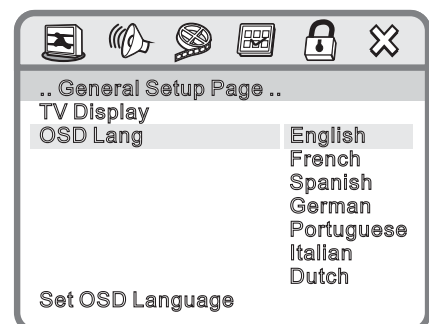 .. General Setup Page ..
TV Display
OSD Lang English
French
Spanish
German
Portuguese
Italian
Dutch
Set OSD Language